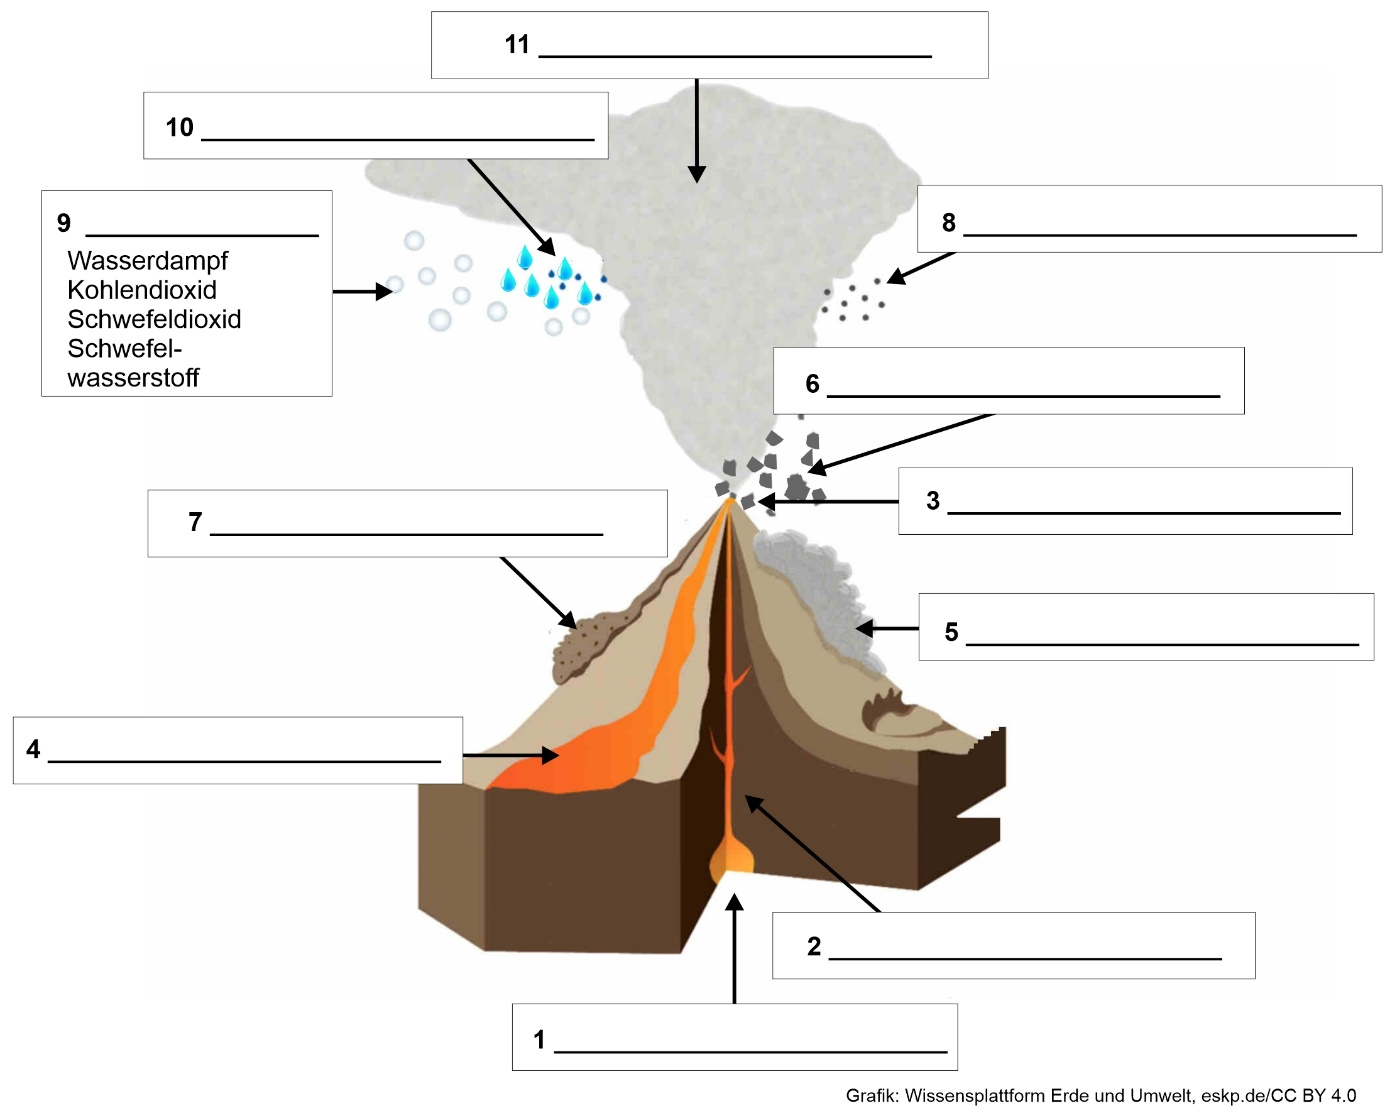 11
10
9
Wasserdampf
Kohlendioxid
Schwefeldioxid
Schwefel-
wasserstoff
8
6
3
7
5
4
2
1
Grafik: Wissensplattform Erde und Umwelt, eskp.de/CC BY 4.0